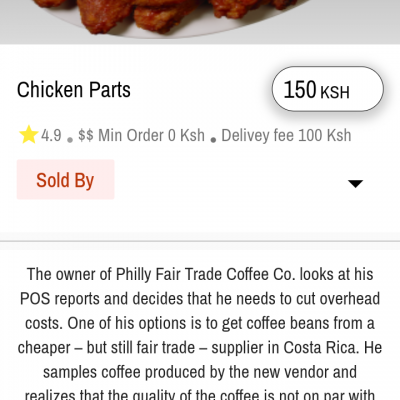 Chicken Parts
150 KSH
4.9 • $$ Min Order 0 Ksh • Delivey fee 100 Ksh
Sold By
The owner of Philly Fair Trade Coffee Co. looks at his
POS reports and decides that he needs to cut overhead
costs. One of his options is to get coffee beans from a
cheaper – but still fair trade – supplier in Costa Rica. He
samples coffee produced by the new vendor and
realizes that the quality of the coffee is not on par with